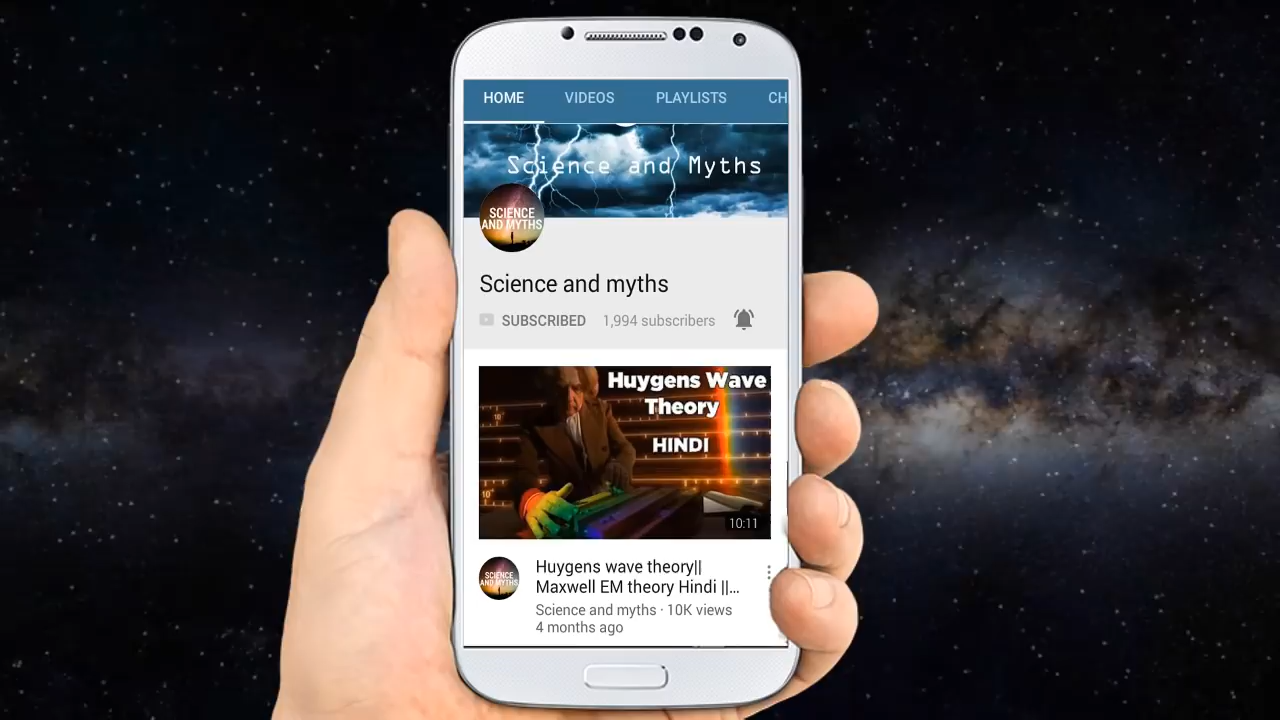 HOME VIDEOS PLAYLISTS CH
Science and Myths
SCIENCE
AND MYTHS
Science and myths
SUBSCRIBED 1,994 subscribers
Huygens Wave
Theory
HINDI
10
10
10:11
Huygens wave theory||
SCIENCE
AND MYTHS
Maxwell EM theory Hindi ||...
Science and myths · 10K views
4 months ago